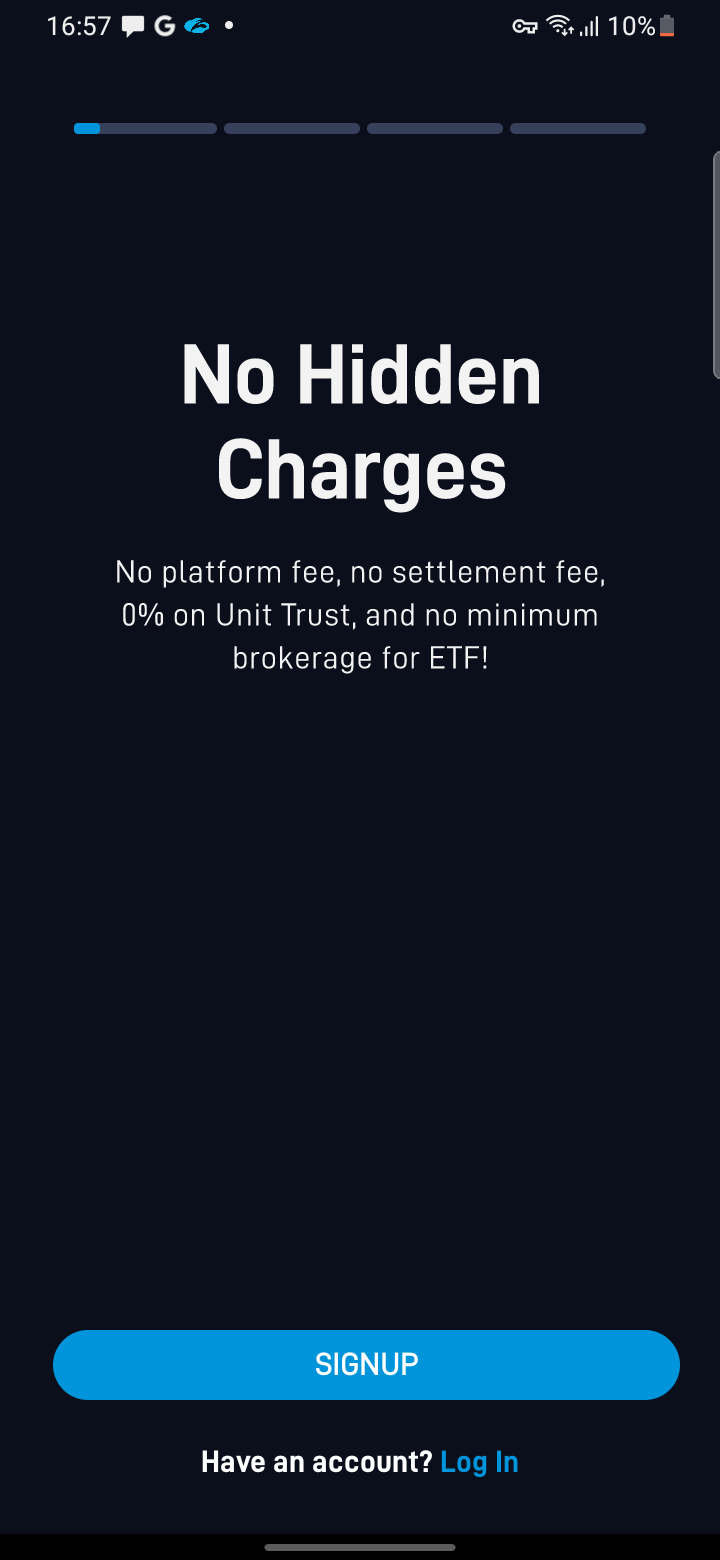 16:57 G 10%
No Hidden
Charges
No platform fee, no settlement fee,
0% on Unit Trust, and no minimum
brokerage for ETF!
SIGNUP
Have an account? Log In